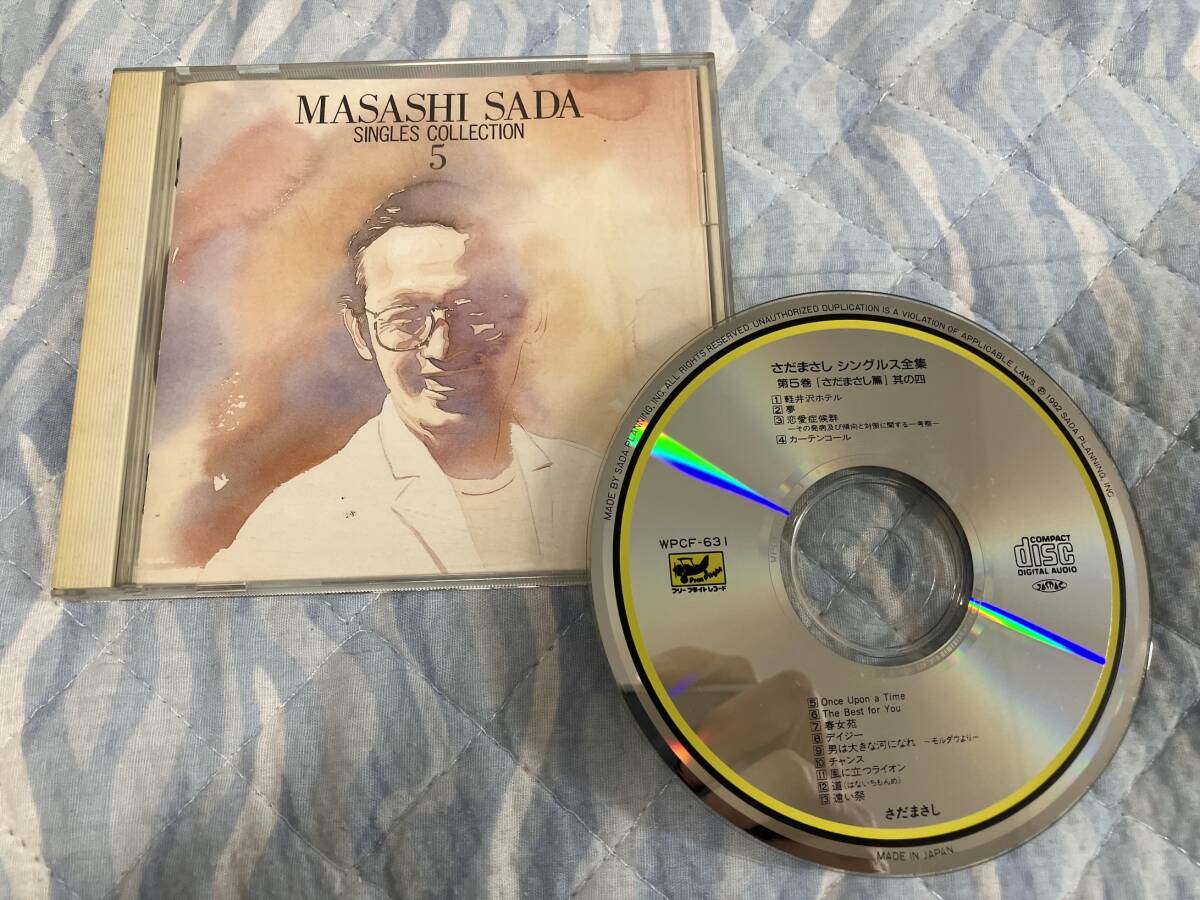 MASASHI SADA
SINGLES COLLECTION
5
MADE BY SADA PLANNING, INC. ALL RIGHTS RESERVED. UNAUTHORIZED DUPLICATION IS A VIOLATION OF APPLICABLE LAWS. Ⓟ1992 SADA PLANNING, INC.
さだまさし シングルス全集
第5巻[さだまさし篇]其の四
1 軽井沢ホテル
2 夢
3 恋愛症候群
―その発病及び傾向と対策に関する一考察―
4 カーテンコール
WPCF-631
Free Flight
フリーフライトレコード
COMPACT
disc
DIGITAL AUDIO
JASRAC
5 Once Upon a Time
6 The Best for You
7 春女苑
8 デイジー
9 男は大きな河になれ ―モルダウより―
10 チャンス
11 風に立つライオン
12 道(はないちもんめ)
13 遠い祭
さだまさし
MADE IN JAPAN